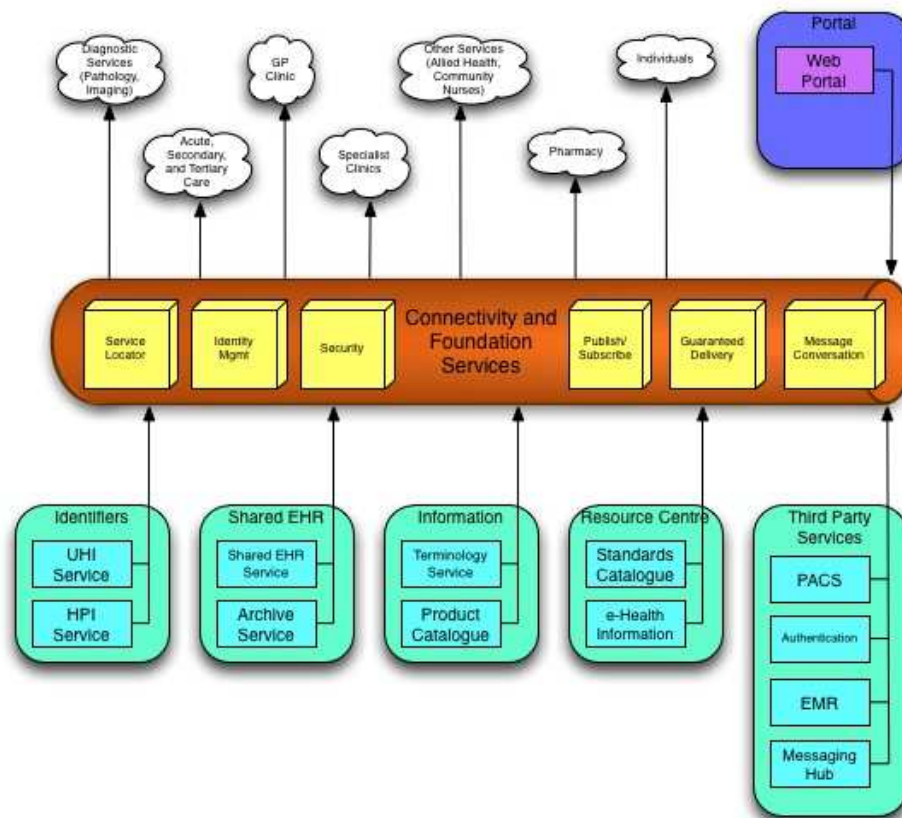 Diagnostic
Services
(Pathology,
Imaging)
GP
Clinic
Other Services
(Allied Health,
Community
Nurses)
Individuals
Portal
Web
Portal
Acute,
Secondary,
and Tertiary
Care
Specialist
Clinics
Pharmacy
Service
Locator
Identity
Mgmt
Security
Connectivity and
Foundation
Services
Publish/
Subscribe
Guaranteed
Delivery
Message
Conversation
Identifiers
UHI
Service
HPI
Service
Shared EHR
Shared EHR
Service
Archive
Service
Information
Terminology
Service
Product
Catalogue
Resource Centre
Standards
Catalogue
e-Health
Information
Third Party
Services
PACS
Authentication
EMR
Messaging
Hub